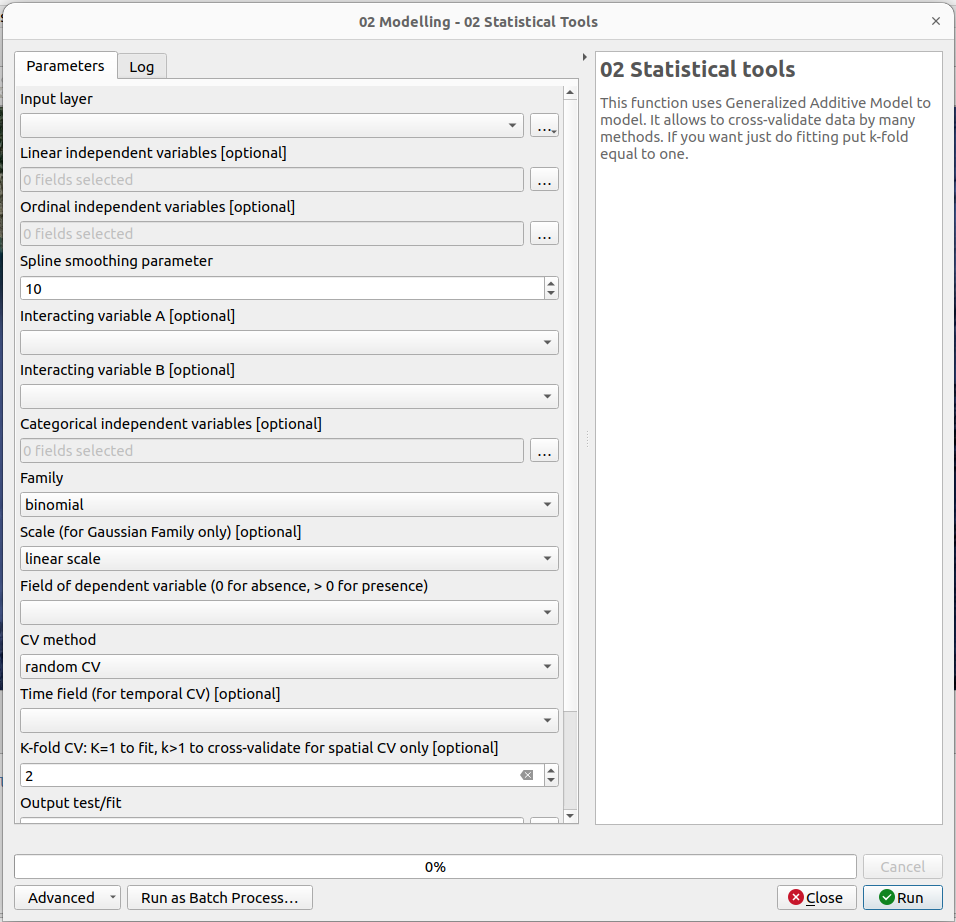 02 Modelling - 02 Statistical Tools
Parameters
Log
Input layer
...
Linear independent variables [optional]
0 fields selected
...
Ordinal independent variables [optional]
0 fields selected
...
Spline smoothing parameter
10
Interacting variable A [optional]
Interacting variable B [optional]
Categorical independent variables [optional]
0 fields selected
...
Family
binomial
Scale (for Gaussian Family only) [optional]
linear scale
Field of dependent variable (0 for absence, > 0 for presence)
CV method
random CV
Time field (for temporal CV) [optional]
K-fold CV: K=1 to fit, k>1 to cross-validate for spatial CV only [optional]
2
Output test/fit
02 Statistical tools
This function uses Generalized Additive Model to
model. It allows to cross-validate data by many
methods. If you want just do fitting put k-fold
equal to one.
0%
Cancel
Advanced
Run as Batch Process...
Close
Run